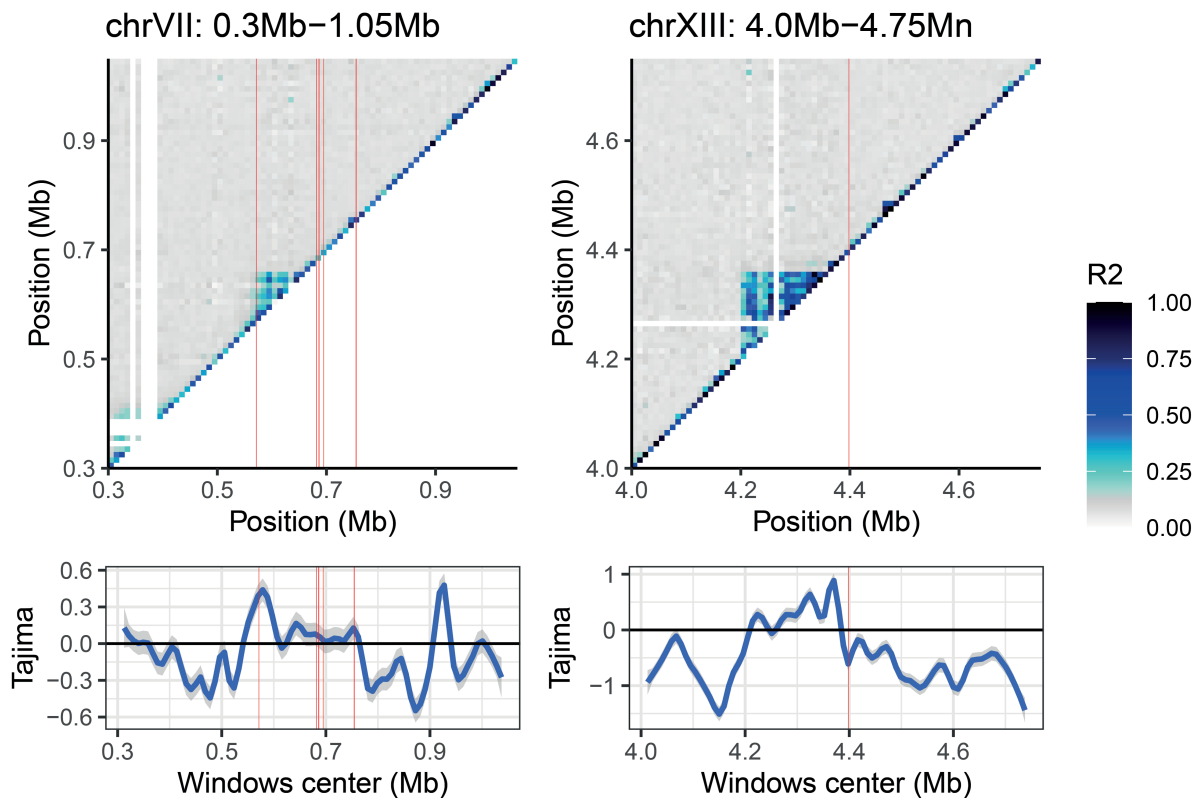 chrVII: 0.3Mb−1.05Mb
chrXIII: 4.0Mb−4.75Mn
Position (Mb)
0.9
0.7
0.5
0.3
0.3 0.5 0.7 0.9
Position (Mb)
Position (Mb)
4.6
4.4
4.2
4.0
4.0 4.2 4.4 4.6
Position (Mb)
R2
1.00
0.75
0.50
0.25
0.00
Tajima
0.6
0.3
0.0
−0.3
−0.6
0.3 0.5 0.7 0.9
Windows center (Mb)
Tajima
1
0
−1
4.0 4.2 4.4 4.6
Windows center (Mb)